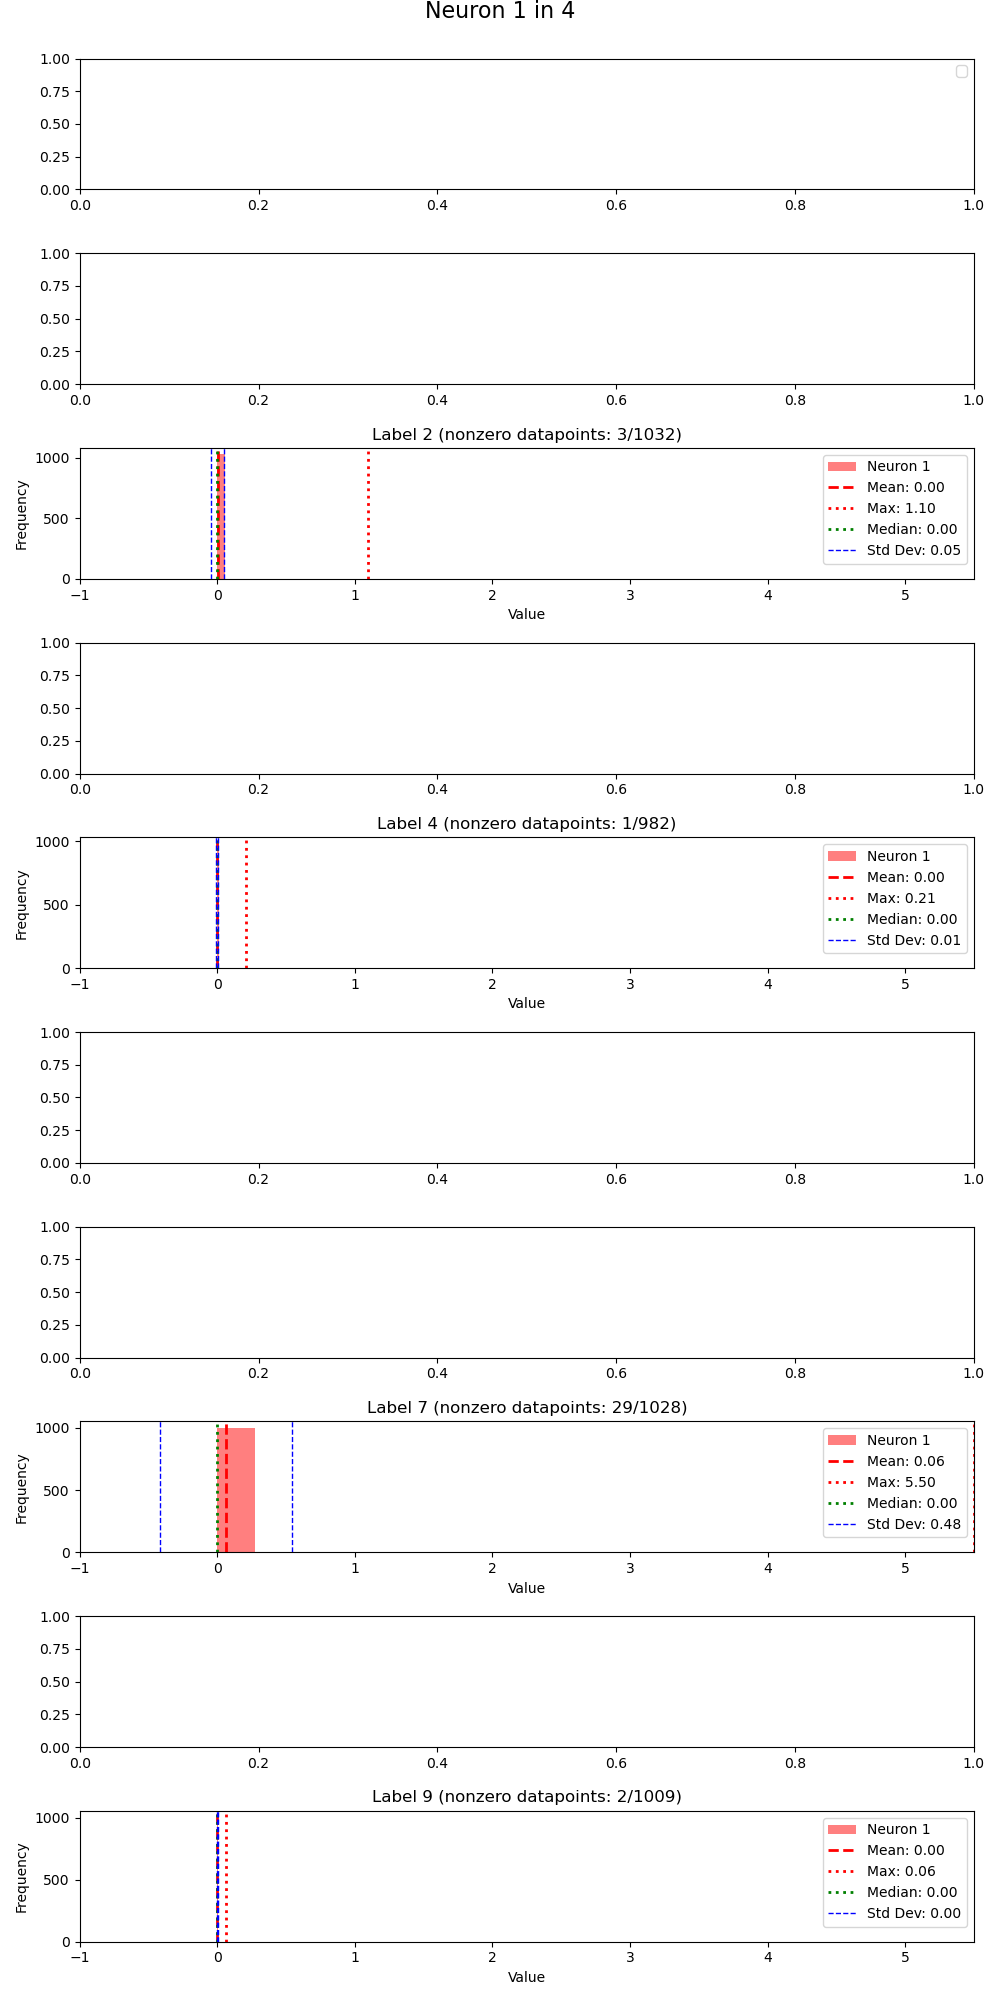 Neuron 1 in 4
1.00
0.75
0.50
0.25
0.00
0.0 0.2 0.4 0.6 0.8 1.0
1.00
0.75
0.50
0.25
0.00
0.0 0.2 0.4 0.6 0.8 1.0
Label 2 (nonzero datapoints: 3/1032)
Frequency
1000
500
0
Neuron 1
Mean: 0.00
Max: 1.10
Median: 0.00
Std Dev: 0.05
−1 0 1 2 3 4 5
Value
1.00
0.75
0.50
0.25
0.00
0.0 0.2 0.4 0.6 0.8 1.0
Label 4 (nonzero datapoints: 1/982)
Frequency
1000
500
0
Neuron 1
Mean: 0.00
Max: 0.21
Median: 0.00
Std Dev: 0.01
−1 0 1 2 3 4 5
Value
1.00
0.75
0.50
0.25
0.00
0.0 0.2 0.4 0.6 0.8 1.0
1.00
0.75
0.50
0.25
0.00
0.0 0.2 0.4 0.6 0.8 1.0
Label 7 (nonzero datapoints: 29/1028)
Frequency
1000
500
0
Neuron 1
Mean: 0.06
Max: 5.50
Median: 0.00
Std Dev: 0.48
−1 0 1 2 3 4 5
Value
1.00
0.75
0.50
0.25
0.00
0.0 0.2 0.4 0.6 0.8 1.0
Label 9 (nonzero datapoints: 2/1009)
Frequency
1000
500
0
Neuron 1
Mean: 0.00
Max: 0.06
Median: 0.00
Std Dev: 0.00
−1 0 1 2 3 4 5
Value